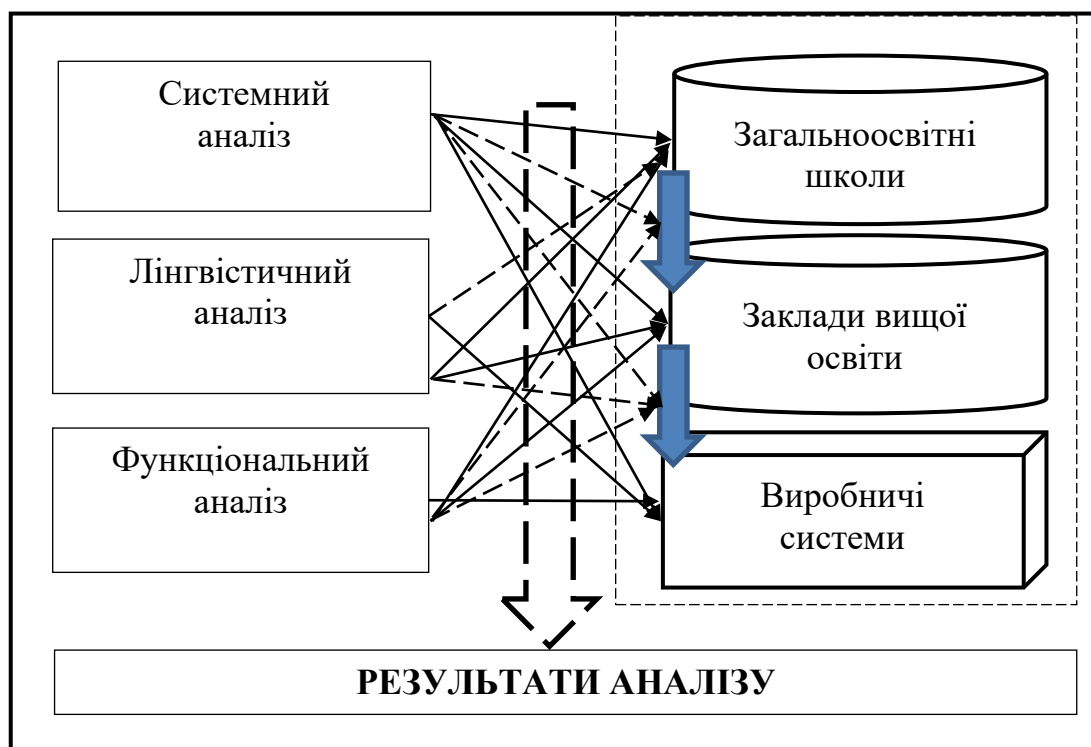 Системний
аналіз
Лінгвістичний
аналіз
Функціональний
аналіз
Загальноосвітні
школи
Заклади вищої
освіти
Виробничі
системи
РЕЗУЛЬТАТИ АНАЛІЗУ